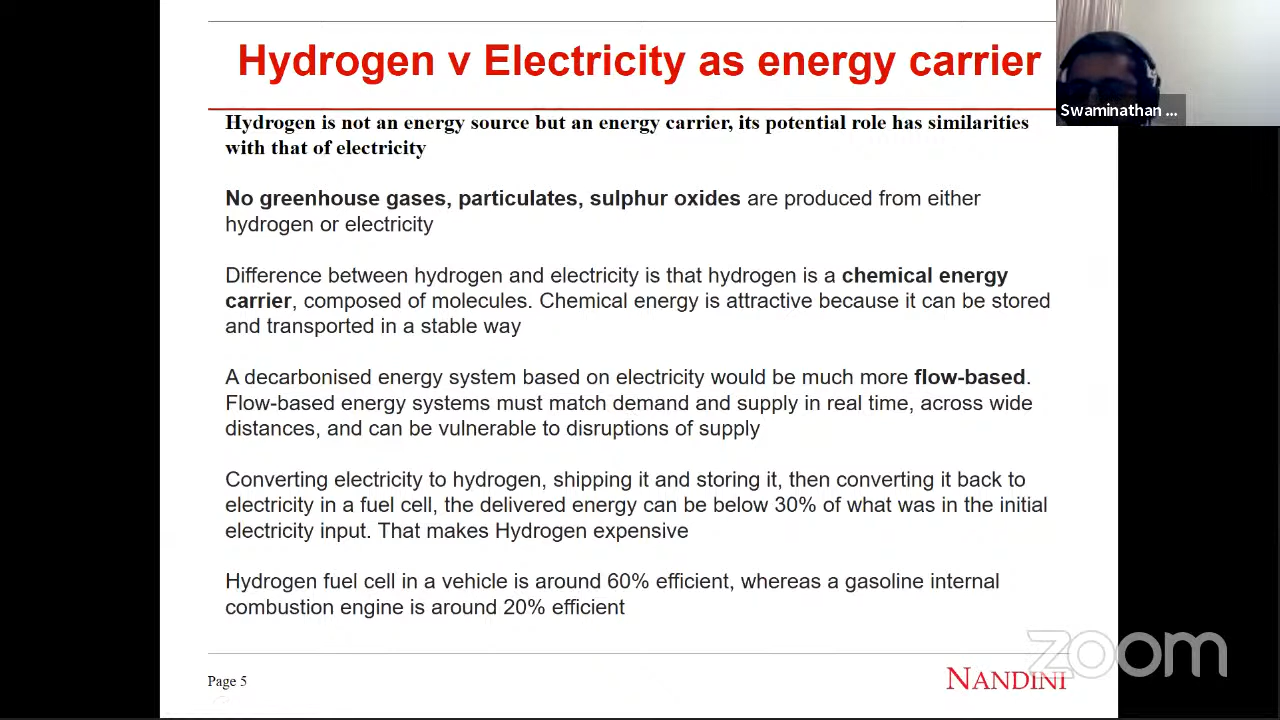 Hydrogen v Electricity as energy carrier
Swaminathan ...
Hydrogen is not an energy source but an energy carrier, its potential role has similarities
with that of electricity
No greenhouse gases, particulates, sulphur oxides are produced from either
hydrogen or electricity
Difference between hydrogen and electricity is that hydrogen is a chemical energy
carrier, composed of molecules. Chemical energy is attractive because it can be stored
and transported in a stable way
A decarbonised energy system based on electricity would be much more flow-based.
Flow-based energy systems must match demand and supply in real time, across wide
distances, and can be vulnerable to disruptions of supply
Converting electricity to hydrogen, shipping it and storing it, then converting it back to
electricity in a fuel cell, the delivered energy can be below 30% of what was in the initial
electricity input. That makes Hydrogen expensive
Hydrogen fuel cell in a vehicle is around 60% efficient, whereas a gasoline internal
combustion engine is around 20% efficient
zoom
Page 5
NANDINI